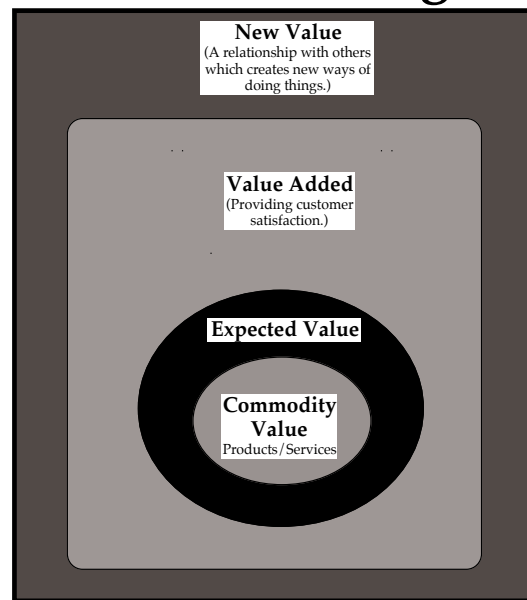 New Value
(A relationship with others
which creates new ways of
doing things.)
Value Added
(Providing customer
satisfaction.)
Expected Value
Commodity
Value
Products/Services